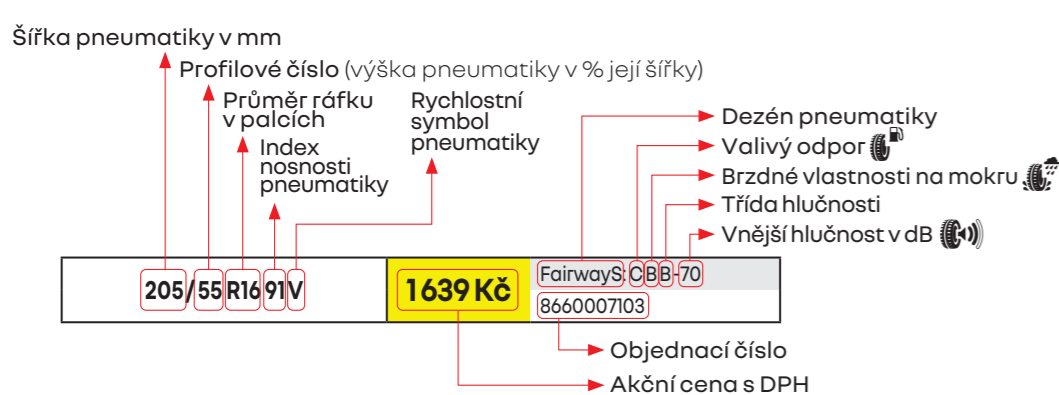 Šířka pneumatiky v mm
Profilové číslo (výška pneumatiky v % její šířky)
Průměr ráfku
v palcích
Index
nosnosti
pneumatiky
Rychlostní
symbol
pneumatiky
Dezén pneumatiky
Valivý odpor
Brzdné vlastnosti na mokru
Třída hlučnosti
Vnější hlučnost v dB
205/55R16 91V
1639 Kč
FairwayS: CBB-70
8660007103
Objednací číslo
Akční cena s DPH